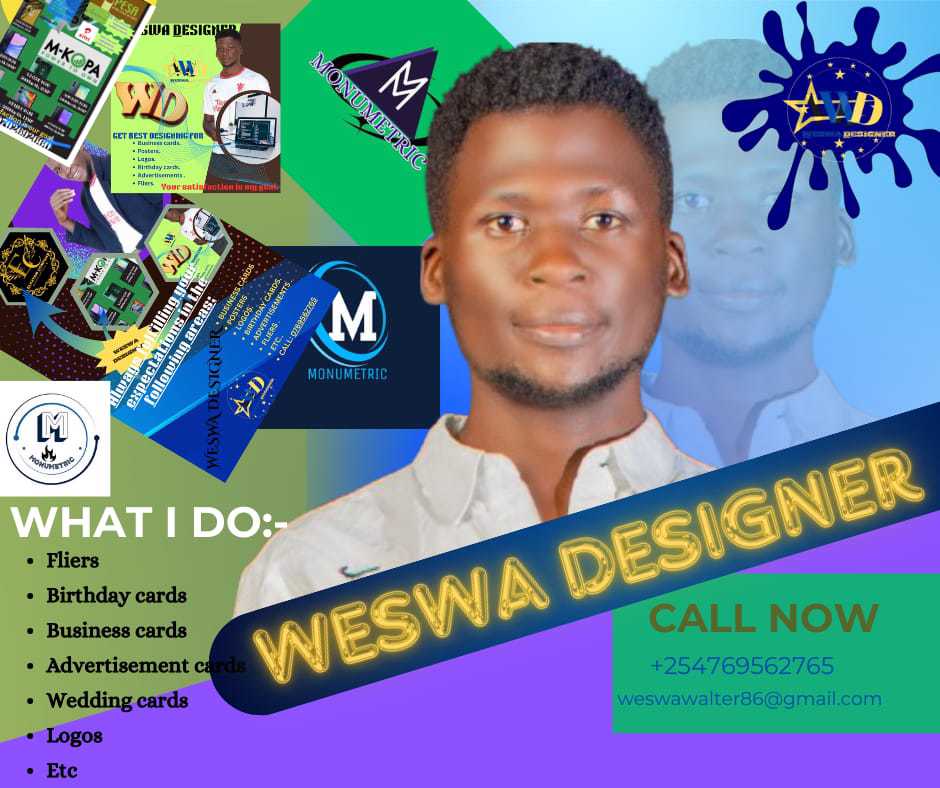 M-KOPA
WESWA DESIGNER
WD
GET BEST DESIGNING FOR
• Business cards.
• Posters.
• Logos.
• Birthday cards.
• Advertisements.
• Fliers.
Your satisfaction is my goal
M
MONUMETRIC
WD
WESWA DESIGNER
M-KOPA
WD
WESWA
expectations in the
following areas:
• BUSINESS CARDS
• POSTERS
• LOGOS
• BIRTHDAY CARDS
• ADVERTISEMENTS
• FLIERS
• ETC.
WESWA DESIGNER
M
MONUMETRIC
M
MONUMETRIC
WHAT I DO:-
• Fliers
• Birthday cards
• Business cards
• Advertisement cards
• Wedding cards
• Logos
• Etc
WESWA DESIGNER
CALL NOW
+254769562765
weswawalter86@gmail.com